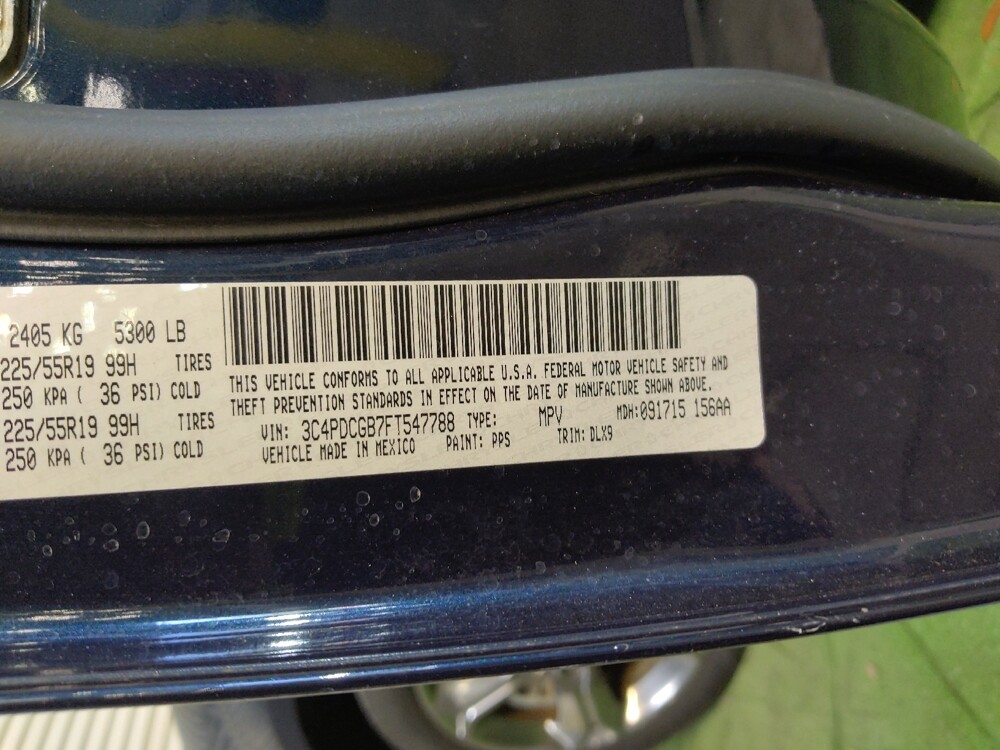 2405 KG 5300 LB
225/55R19 99H TIRES
250 KPA ( 36 PSI) COLD
225/55R19 99H TIRES
250 KPA ( 36 PSI) COLD
THIS VEHICLE CONFORMS TO ALL APPLICABLE U.S.A. FEDERAL MOTOR VEHICLE SAFETY AND
THEFT PREVENTION STANDARDS IN EFFECT ON THE DATE OF MANUFACTURE SHOWN ABOVE.
VIN: 3C4PDCGB7FT547788 TYPE: MPV MDH:091715 156AA
VEHICLE MADE IN MEXICO PAINT: PPS TRIM: DLX9